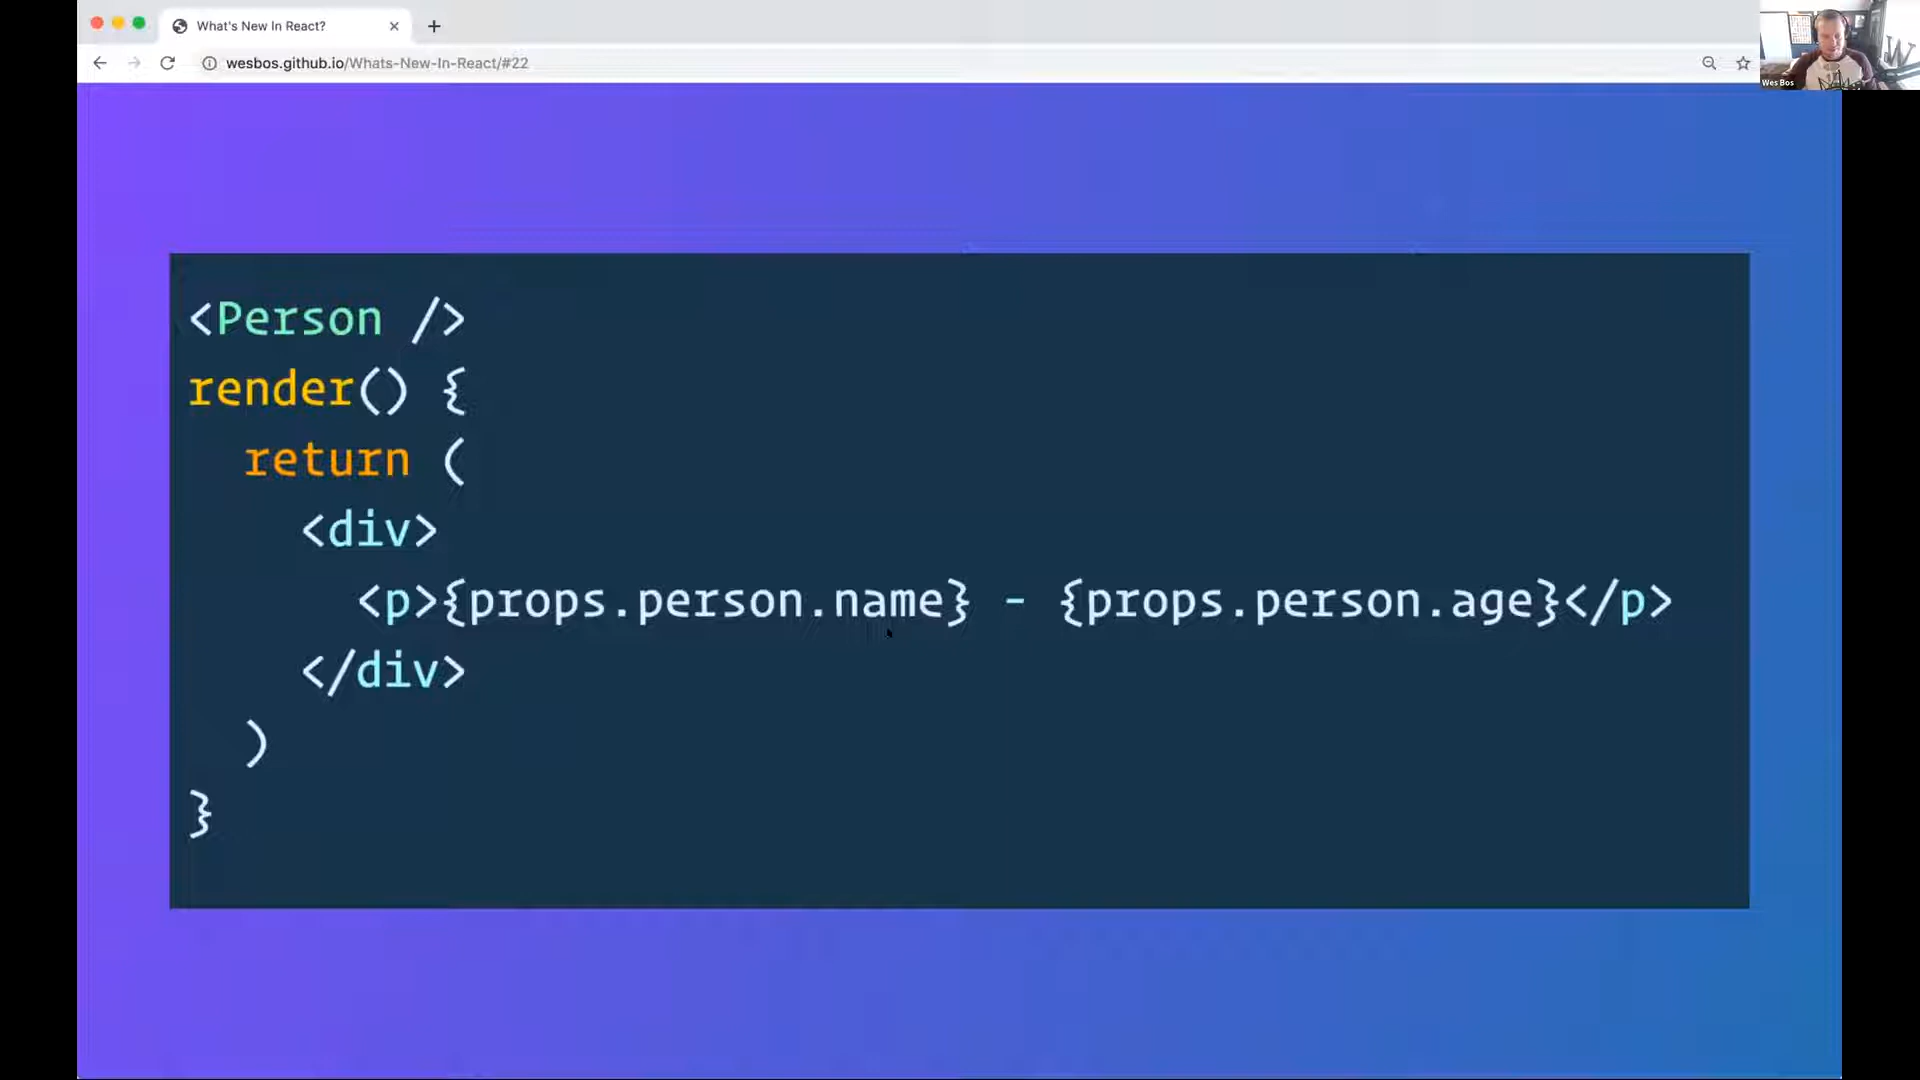 What's New In React?
wesbos.github.io/Whats-New-In-React/#22
Wes Bos
<Person />
render() {
  return (
    <div>
      <p>{props.person.name} - {props.person.age}</p>
    </div>
  )
}